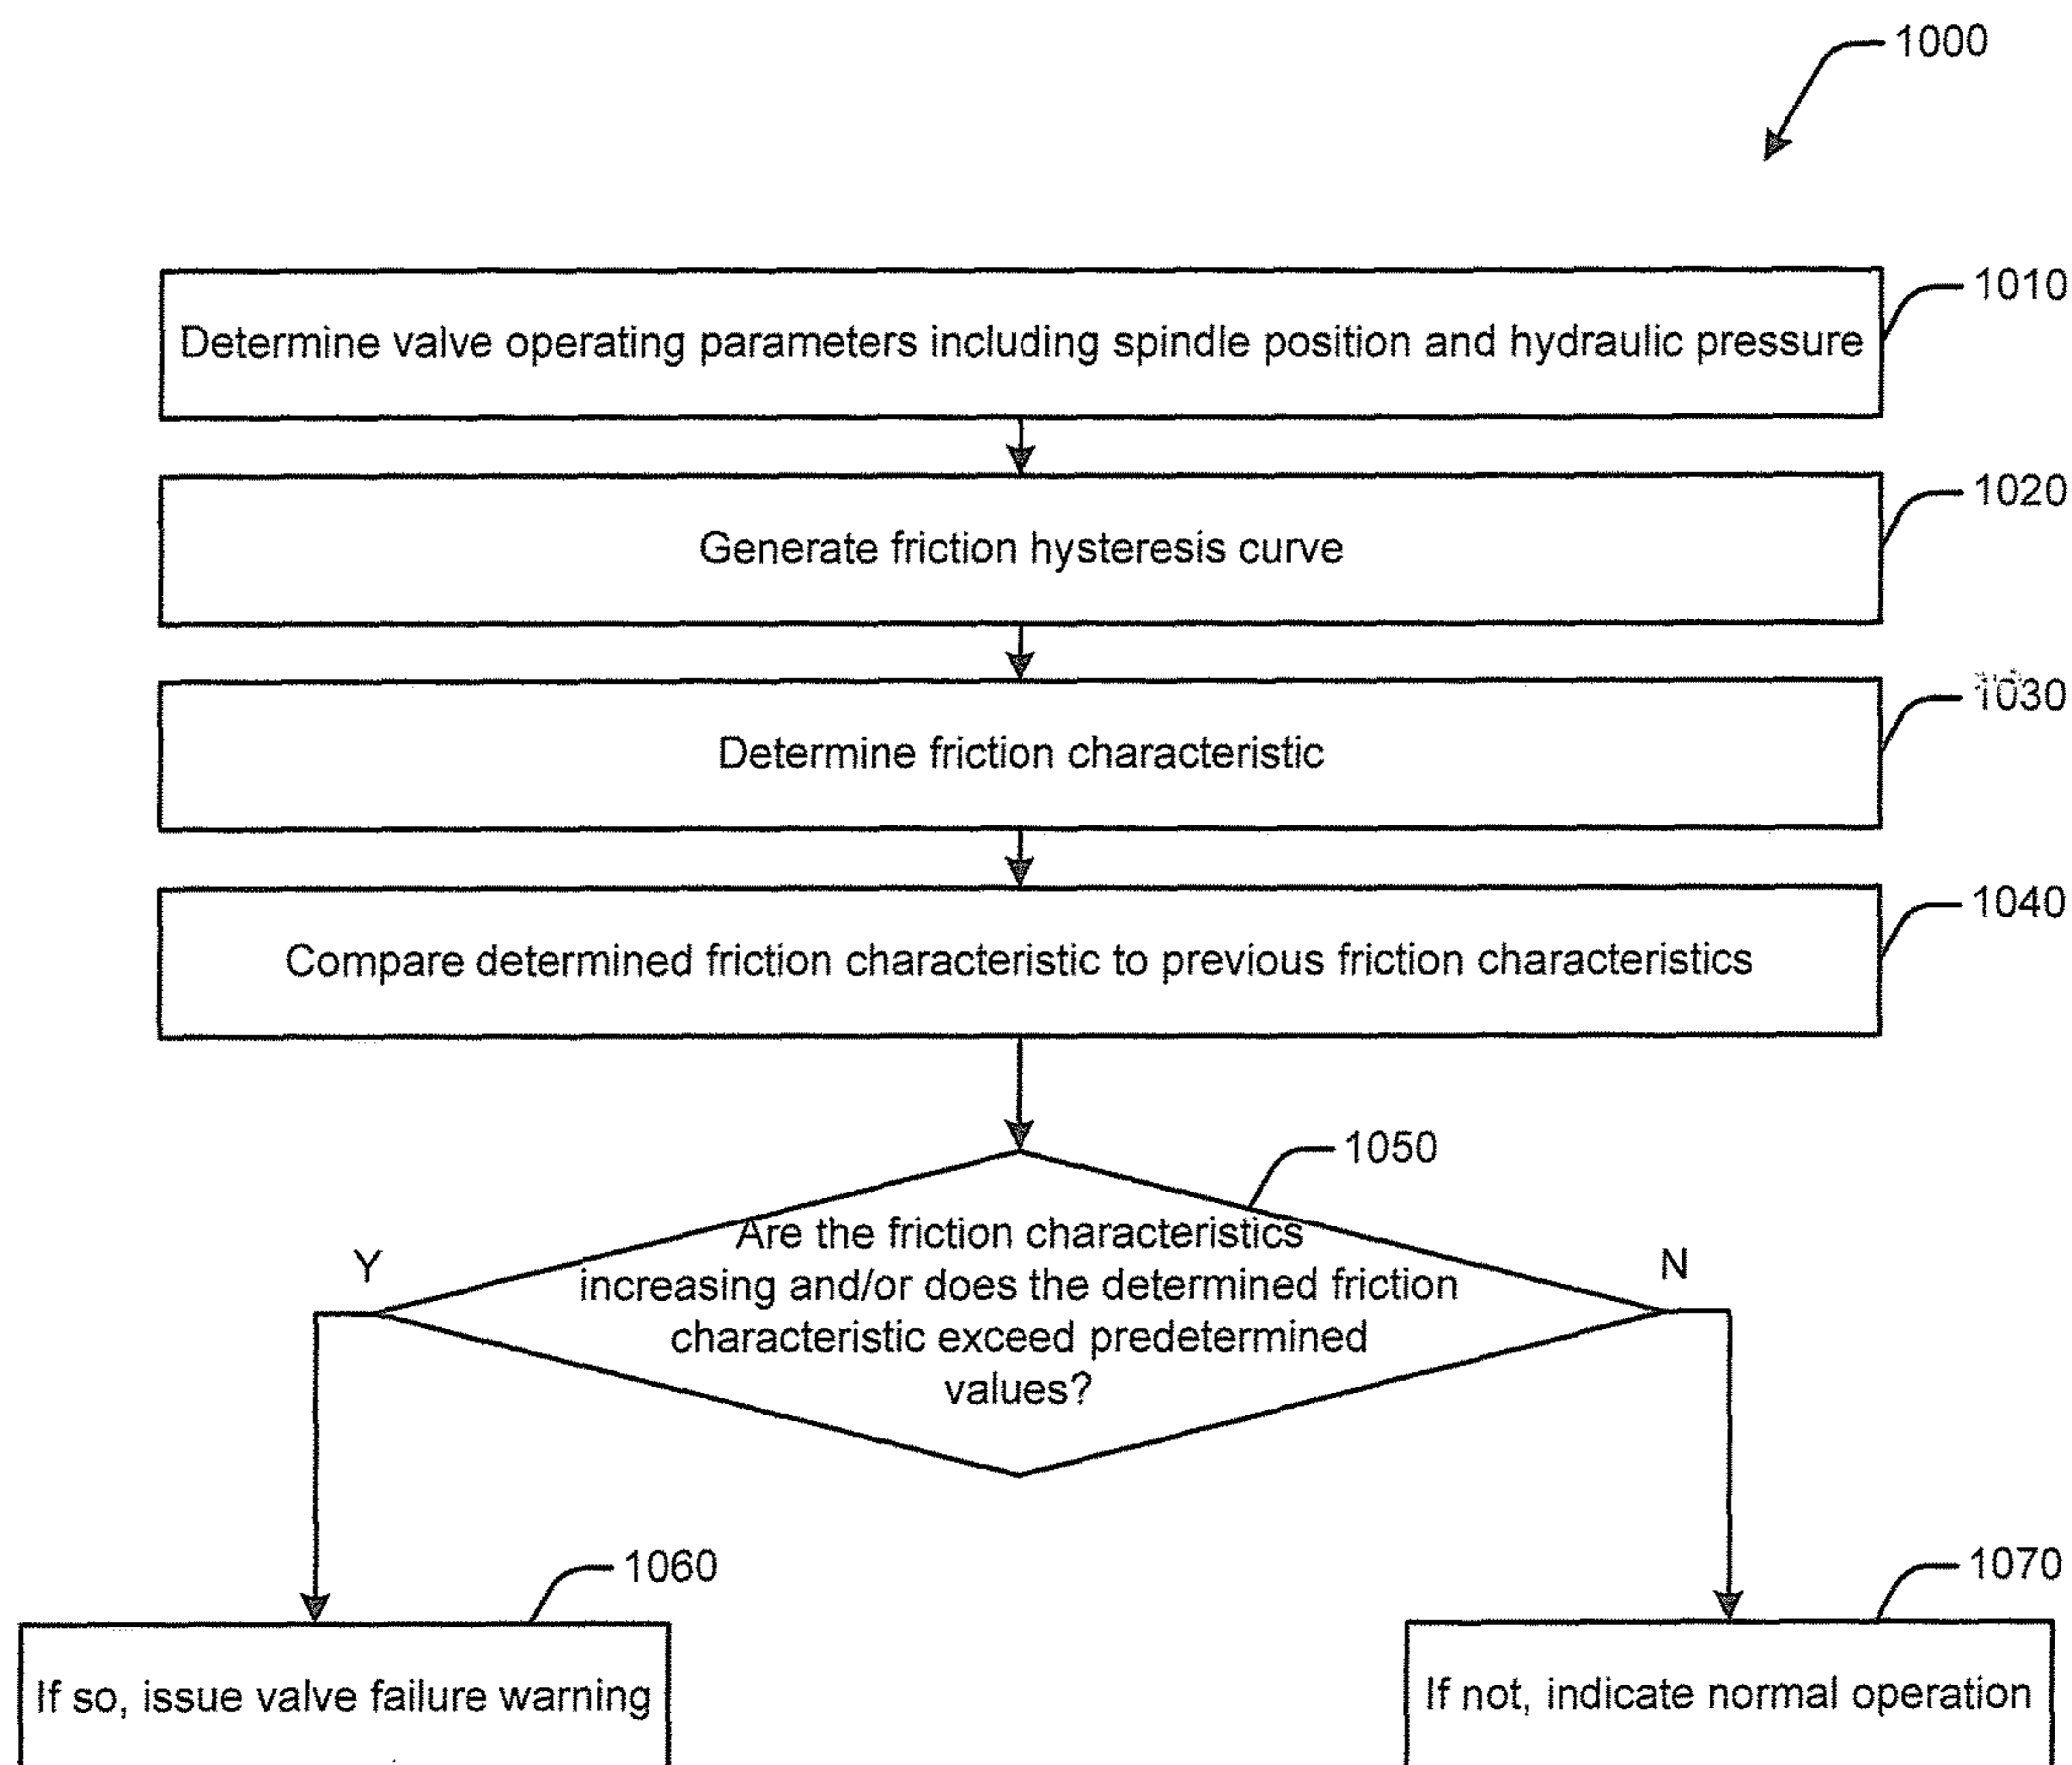 1000
1010
Determine valve operating parameters including spindle position and hydraulic pressure
1020
Generate friction hysteresis curve
1030
Determine friction characteristic
1040
Compare determined friction characteristic to previous friction characteristics
1050
Are the friction characteristics
increasing and/or does the determined friction
characteristic exceed predetermined
values?
Y
N
1060
1070
If so, issue valve failure warning
If not, indicate normal operation